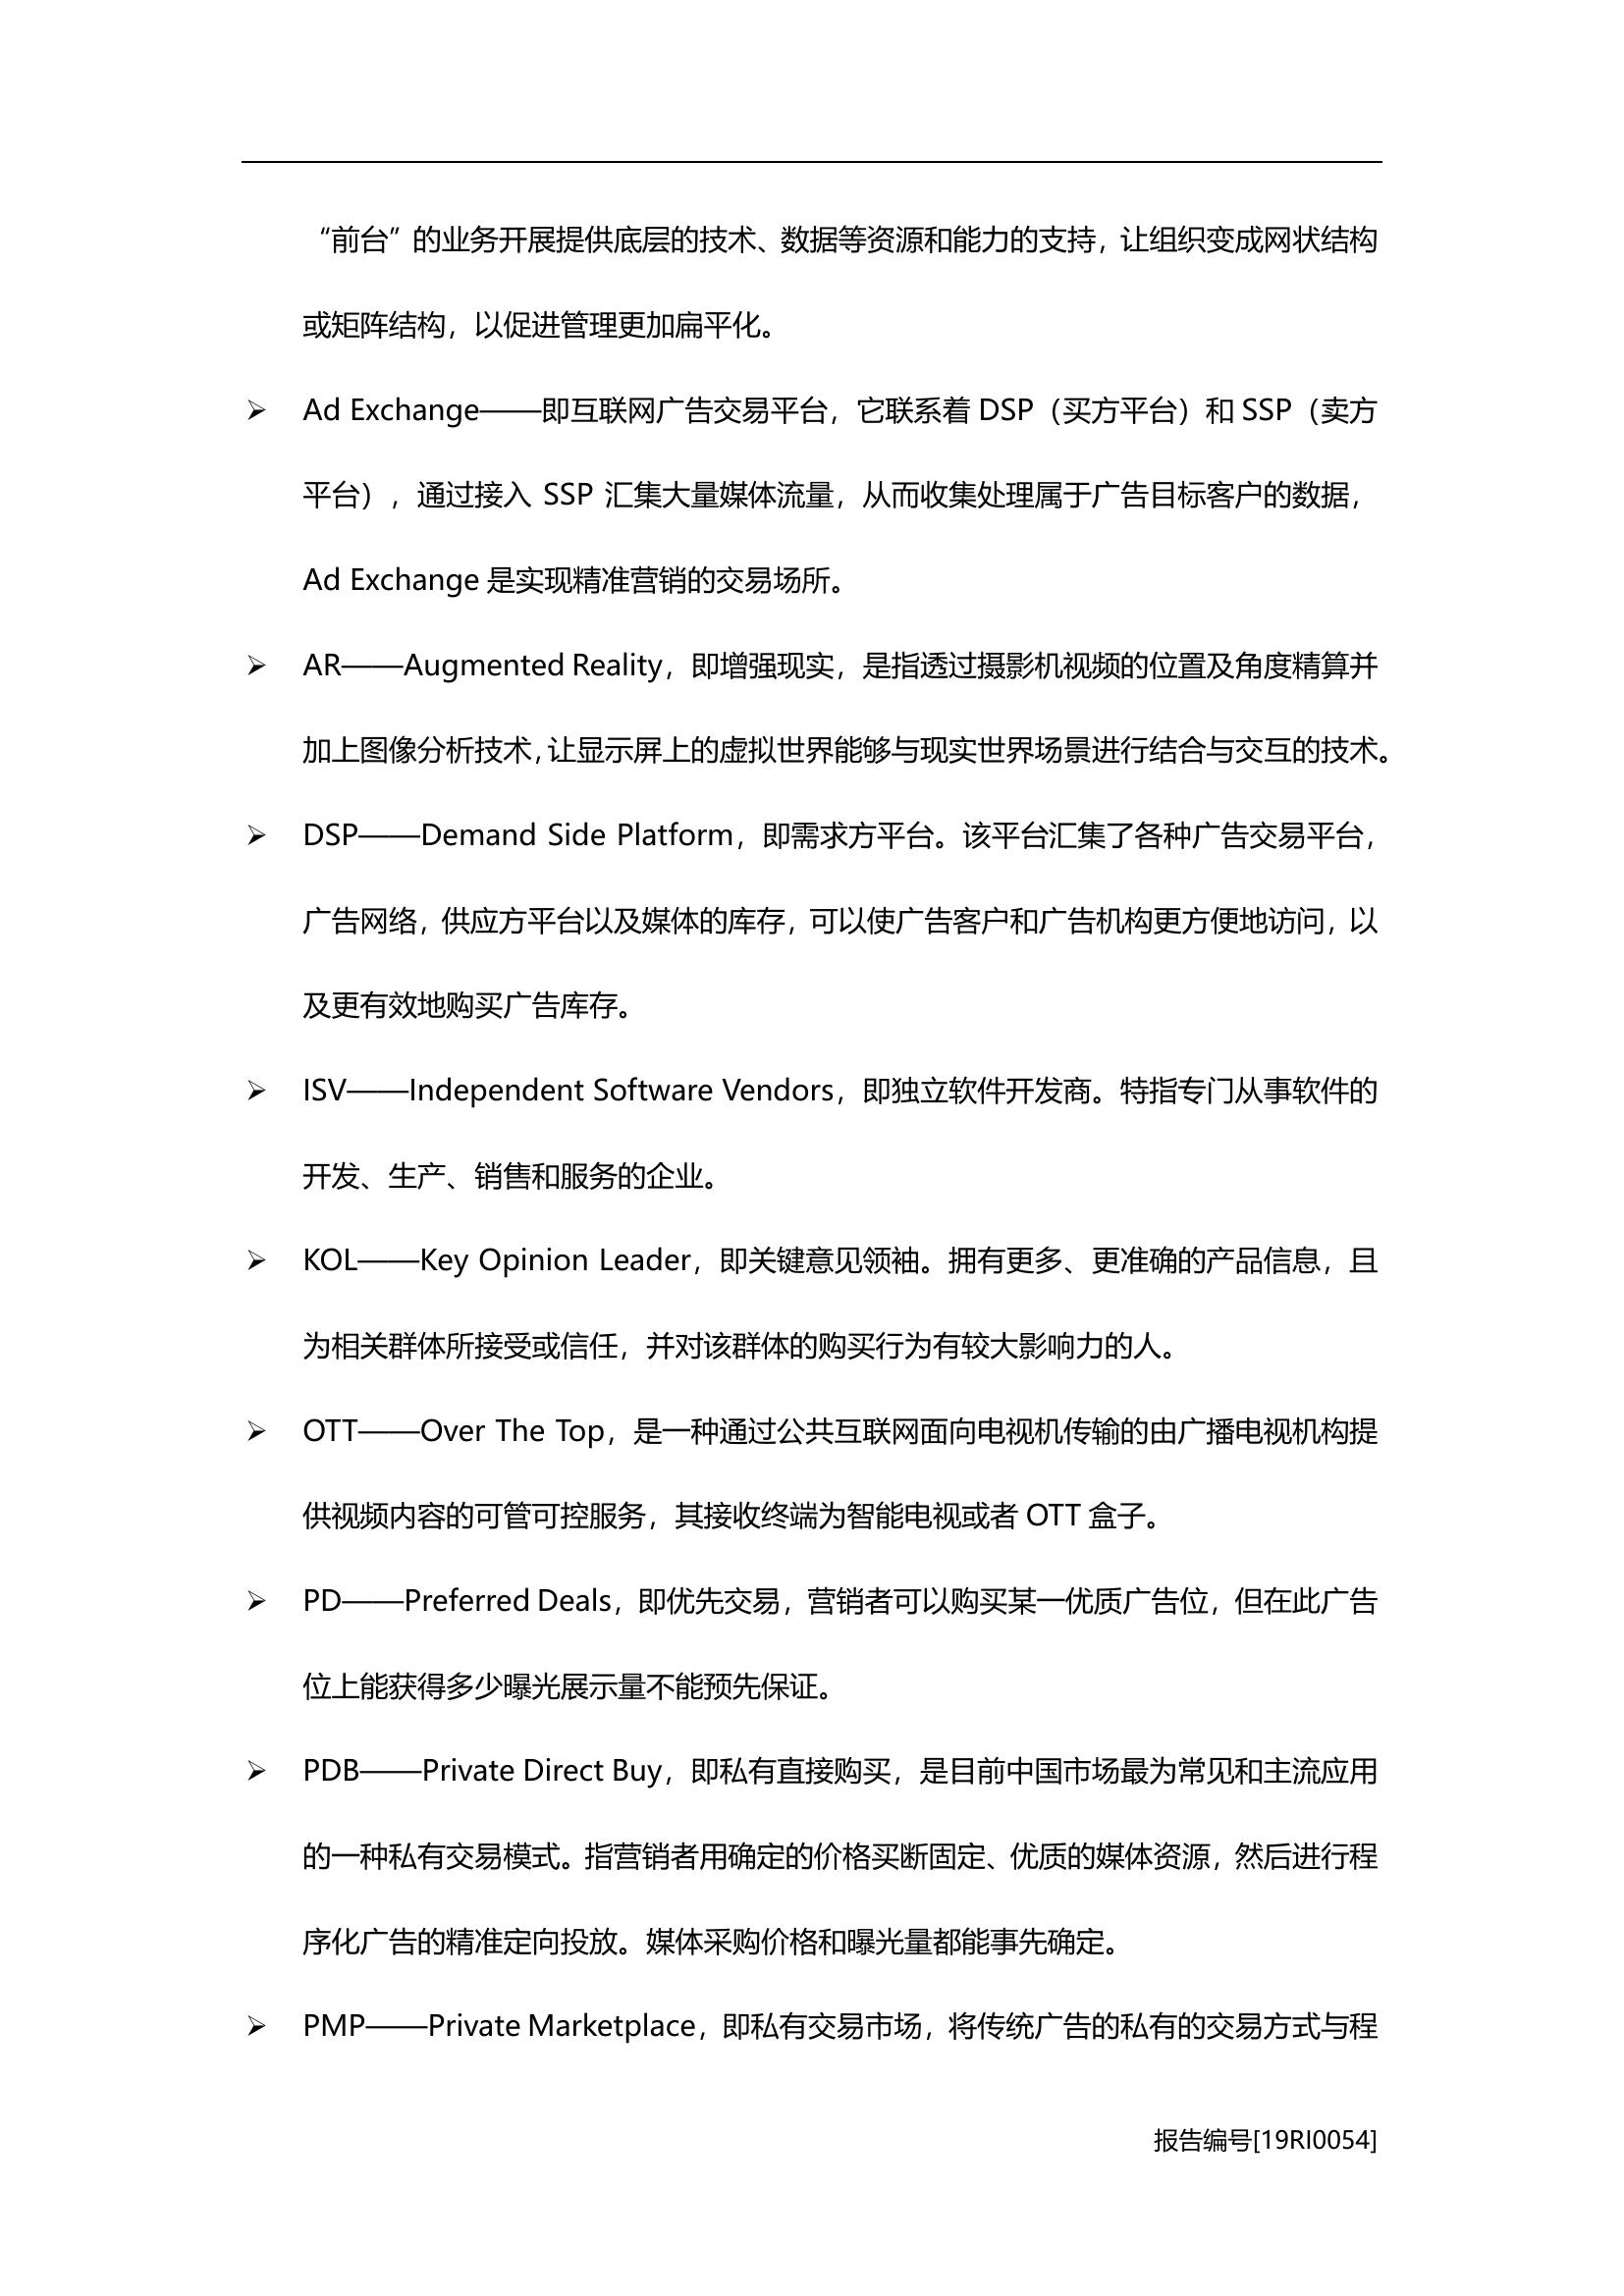 “前台”的业务开展提供底层的技术、数据等资源和能力的支持，让组织变成网状结构
或矩阵结构，以促进管理更加扁平化。
➢ Ad Exchange——即互联网广告交易平台，它联系着 DSP（买方平台）和 SSP（卖方
平台），通过接入 SSP 汇集大量媒体流量，从而收集处理属于广告目标客户的数据，
Ad Exchange 是实现精准营销的交易场所。
➢ AR——Augmented Reality，即增强现实，是指透过摄影机视频的位置及角度精算并
加上图像分析技术，让显示屏上的虚拟世界能够与现实世界场景进行结合与交互的技术。
➢ DSP——Demand Side Platform，即需求方平台。该平台汇集了各种广告交易平台，
广告网络，供应方平台以及媒体的库存，可以使广告客户和广告机构更方便地访问，以
及更有效地购买广告库存。
➢ ISV——Independent Software Vendors，即独立软件开发商。特指专门从事软件的
开发、生产、销售和服务的企业。
➢ KOL——Key Opinion Leader，即关键意见领袖。拥有更多、更准确的产品信息，且
为相关群体所接受或信任，并对该群体的购买行为有较大影响力的人。
➢ OTT——Over The Top，是一种通过公共互联网面向电视机传输的由广播电视机构提
供视频内容的可管可控服务，其接收终端为智能电视或者 OTT 盒子。
➢ PD——Preferred Deals，即优先交易，营销者可以购买某一优质广告位，但在此广告
位上能获得多少曝光展示量不能预先保证。
➢ PDB——Private Direct Buy，即私有直接购买，是目前中国市场最为常见和主流应用
的一种私有交易模式。指营销者用确定的价格买断固定、优质的媒体资源，然后进行程
序化广告的精准定向投放。媒体采购价格和曝光量都能事先确定。
➢ PMP——Private Marketplace，即私有交易市场，将传统广告的私有的交易方式与程
报告编号[19RI0054]